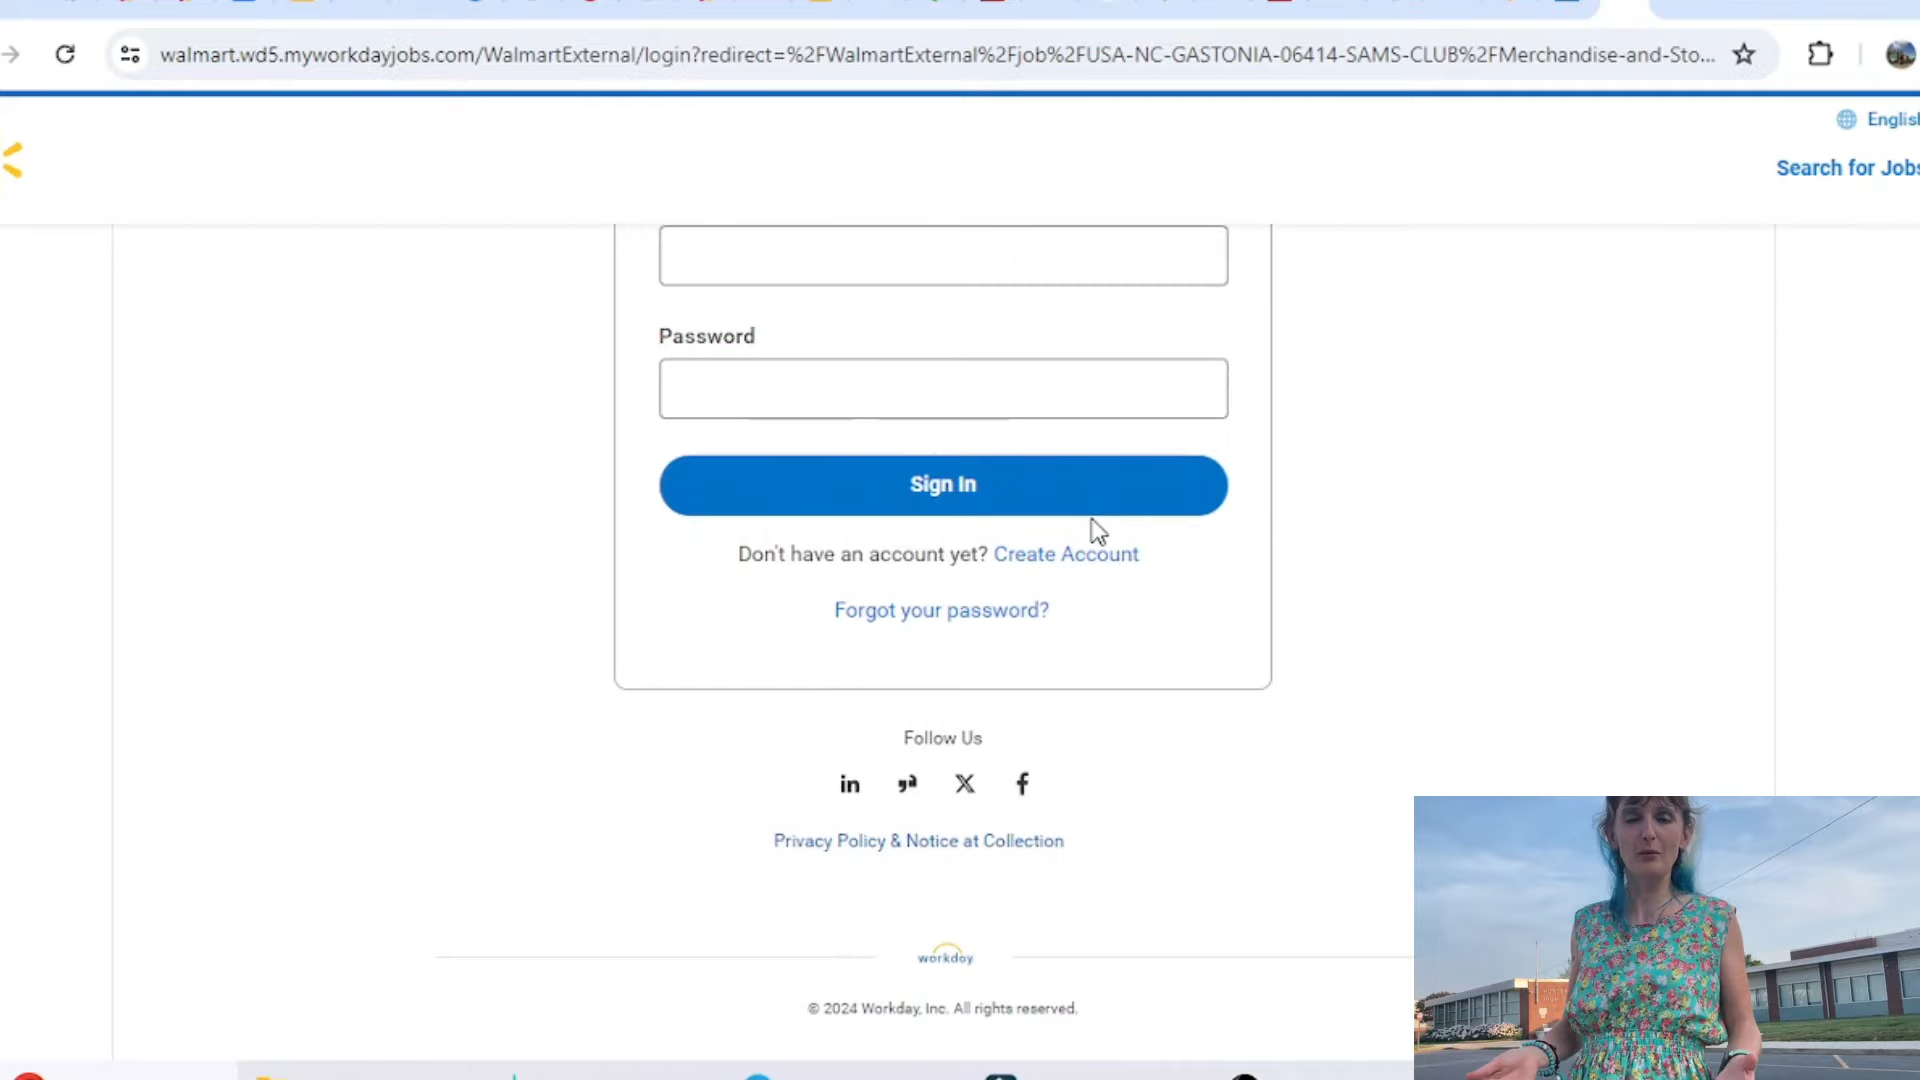 walmart.wd5.myworkdayjobs.com/WalmartExternal/login?redirect=%2FWalmartExternal%2Fjob%2FUSA-NC-GASTONIA-06414-SAMS-CLUB%2FMerchandise-and-Sto...
English
Search for Jobs
Password
Sign In
Don't have an account yet? Create Account
Forgot your password?
Follow Us
Privacy Policy & Notice at Collection
workday
© 2024 Workday, Inc. All rights reserved.